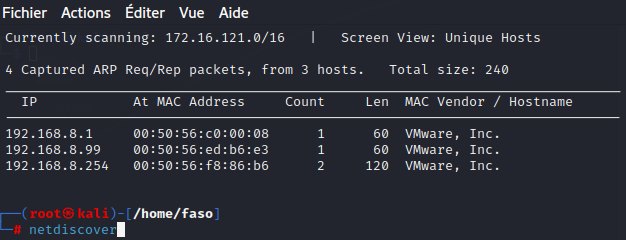 Fichier Actions Éditer Vue Aide
Currently scanning: 172.16.121.0/16 | Screen View: Unique Hosts
4 Captured ARP Req/Rep packets, from 3 hosts. Total size: 240
IP At MAC Address Count Len MAC Vendor / Hostname
192.168.8.1 00:50:56:c0:00:08 1 60 VMware, Inc.
192.168.8.99 00:50:56:ed:b6:e3 1 60 VMware, Inc.
192.168.8.254 00:50:56:f8:86:b6 2 120 VMware, Inc.
┌──(root㉿kali)-[/home/faso]
└─# netdiscover